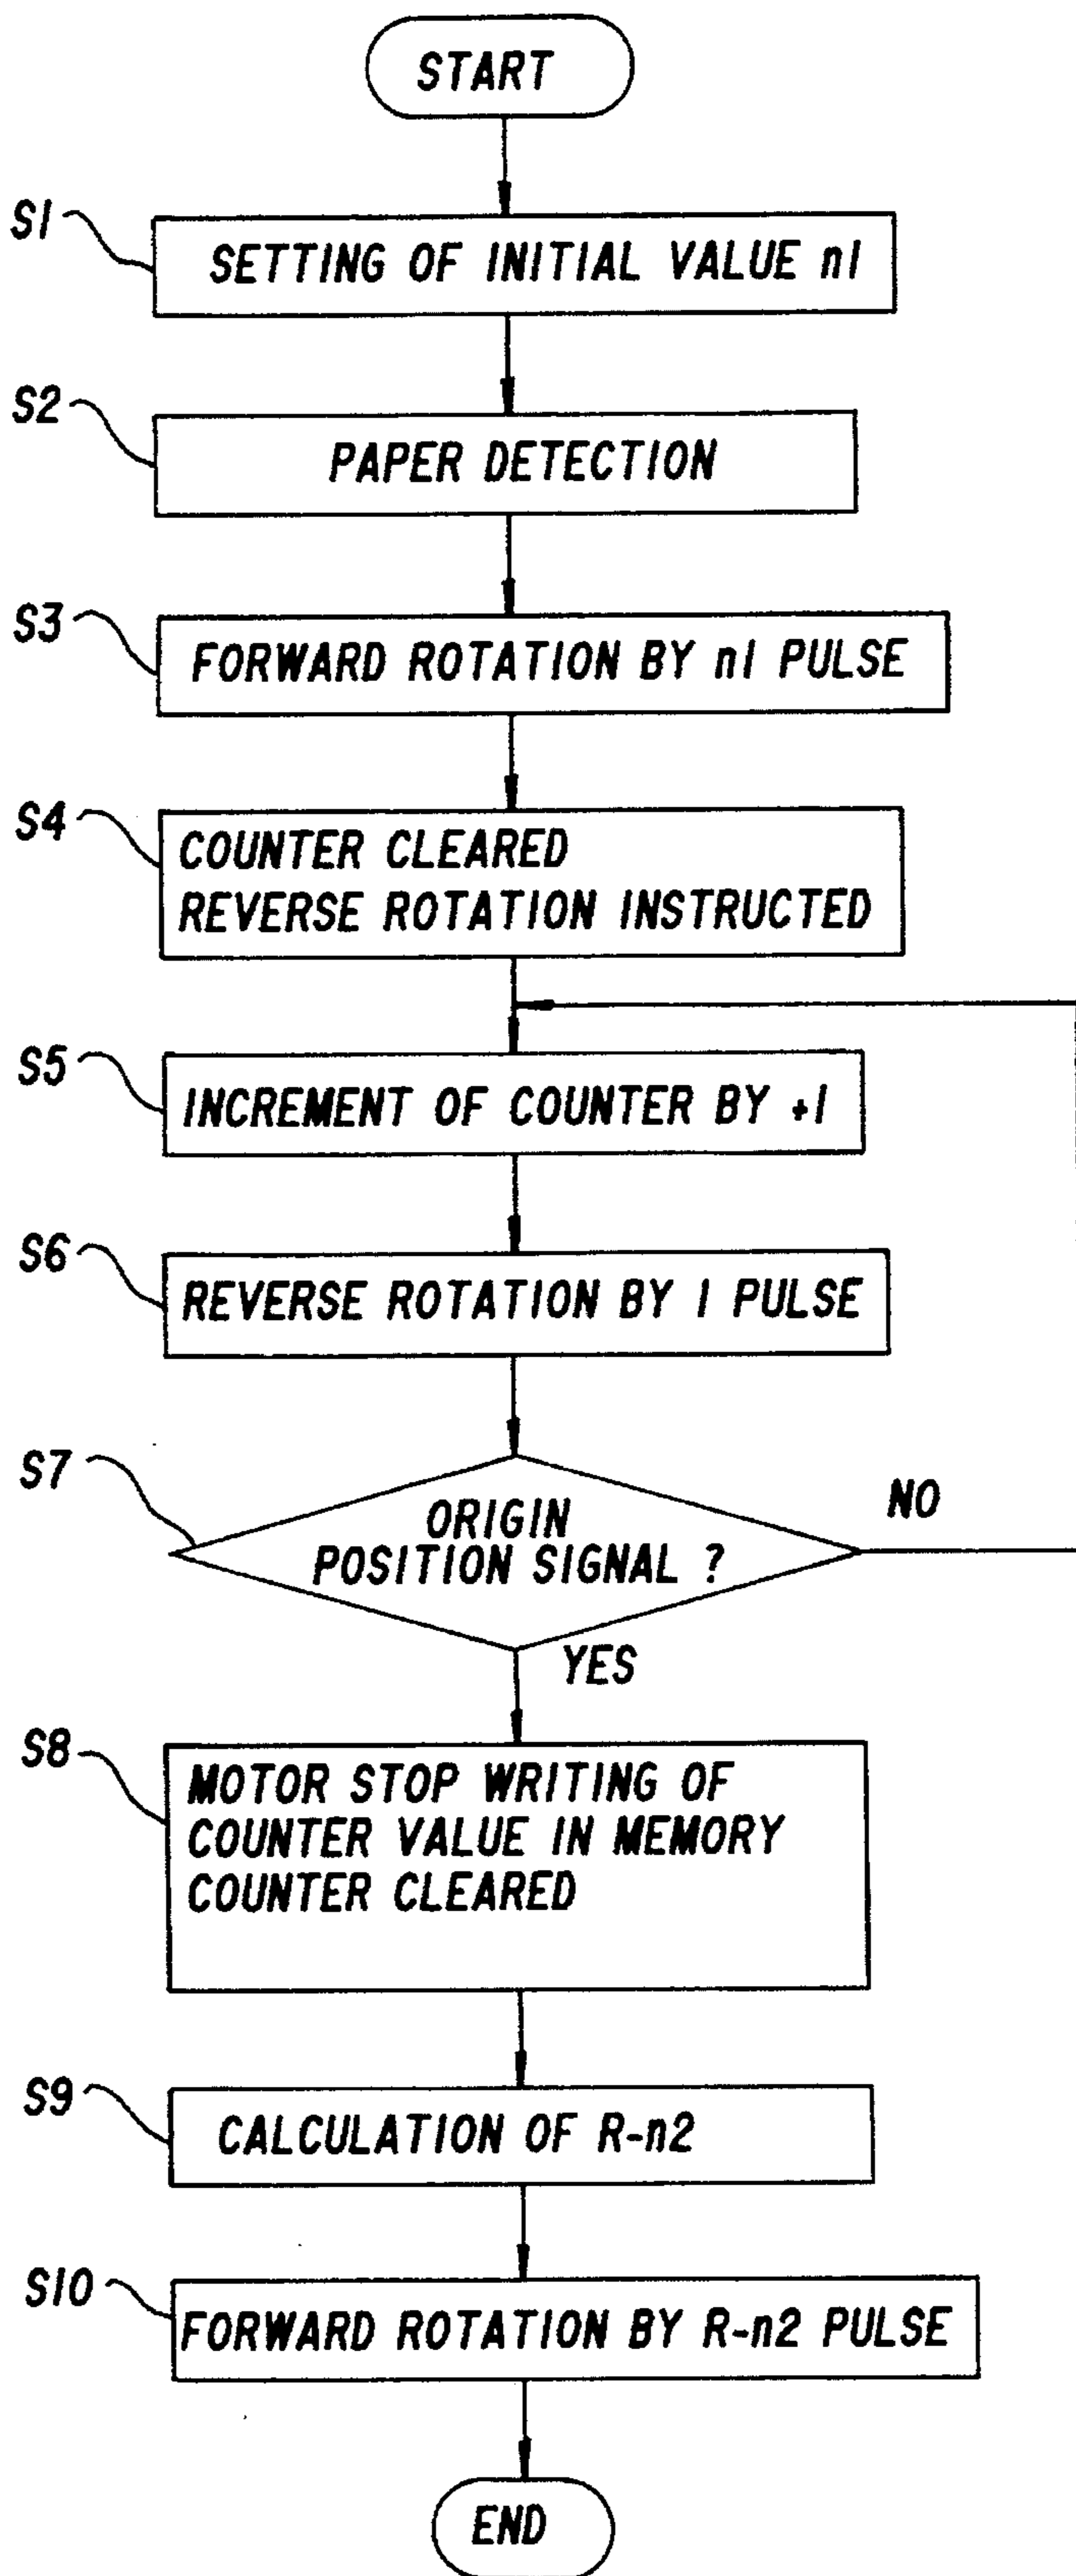 START
S1
SETTING OF INITIAL VALUE n1
S2
PAPER DETECTION
S3
FORWARD ROTATION BY n1 PULSE
S4
COUNTER CLEARED
REVERSE ROTATION INSTRUCTED
S5
INCREMENT OF COUNTER BY +1
S6
REVERSE ROTATION BY 1 PULSE
S7
ORIGIN
POSITION SIGNAL ?
NO
YES
S8
MOTOR STOP WRITING OF
COUNTER VALUE IN MEMORY
COUNTER CLEARED
S9
CALCULATION OF R-n2
S10
FORWARD ROTATION BY R-n2 PULSE
END